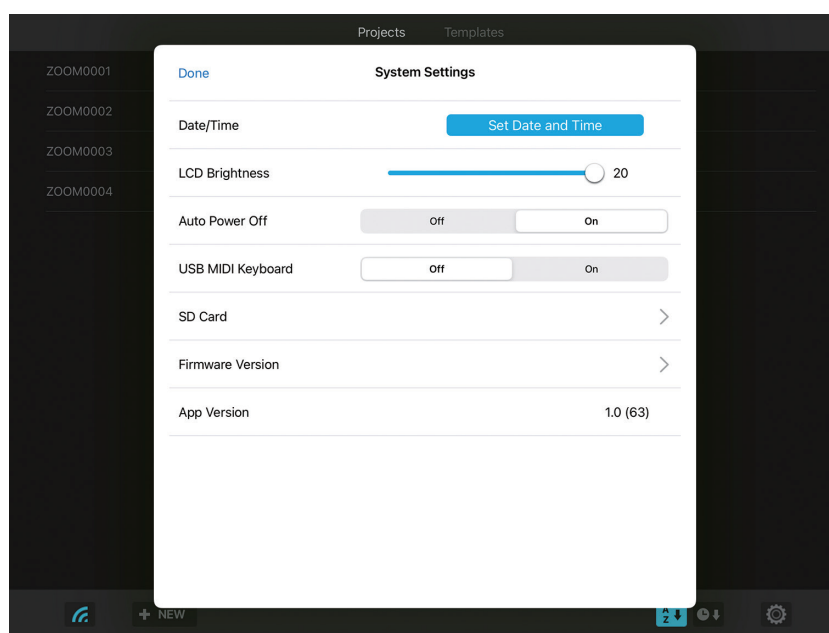 Projects Templates
ZOOM0001
ZOOM0002
ZOOM0003
ZOOM0004
Done System Settings
Date/Time Set Date and Time
LCD Brightness 20
Auto Power Off Off On
USB MIDI Keyboard Off On
SD Card
Firmware Version
App Version 1.0 (63)
+ NEW A Z